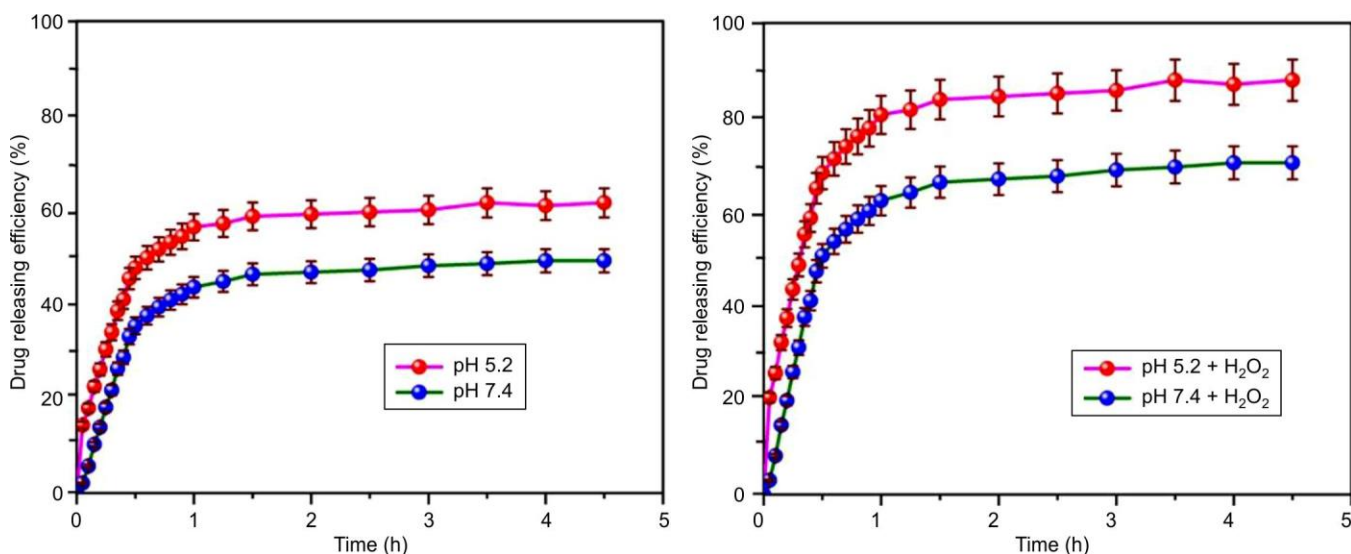 100
80
60
40
20
0
Drug releasing efficiency (%)
pH 5.2
pH 7.4
0 1 2 3 4 5
Time (h)
100
80
60
40
20
0
Drug releasing efficiency (%)
pH 5.2 + H₂O₂
pH 7.4 + H₂O₂
0 1 2 3 4 5
Time (h)